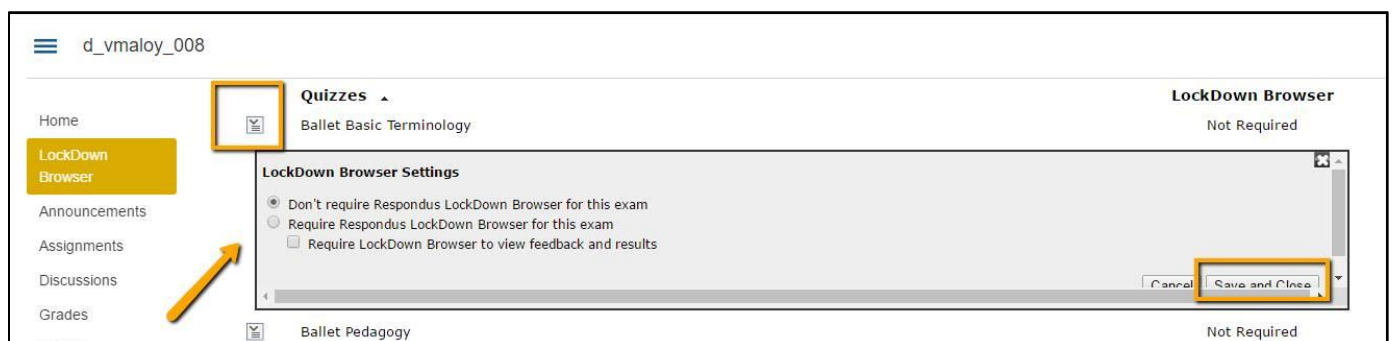 d_vmaloy_008
Quizzes LockDown Browser
Home
Ballet Basic Terminology Not Required
LockDown
Browser
LockDown Browser Settings
Announcements
Don't require Respondus LockDown Browser for this exam
Require Respondus LockDown Browser for this exam
Assignments
Require LockDown Browser to view feedback and results
Discussions
Cancel Save and Close
Grades
Ballet Pedagogy Not Required